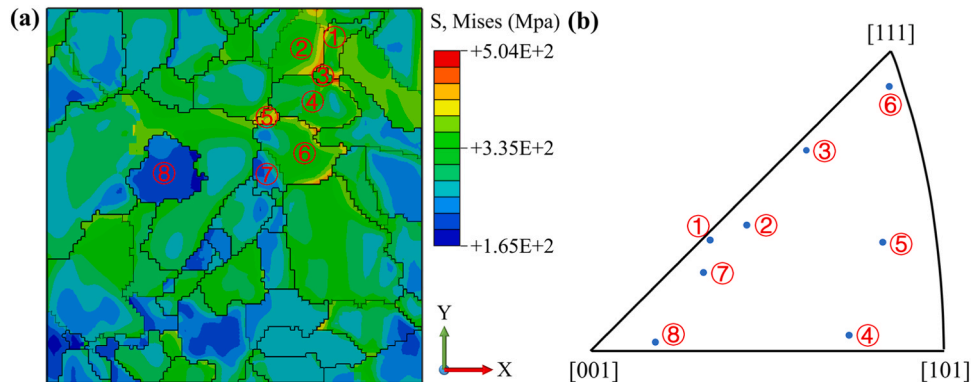 (a)
S, Mises (Mpa)
+5.04E+2
+3.35E+2
+1.65E+2
①
②
③
④
⑤
⑥
⑦
⑧
Y
X
(b)
[111]
⑥
③
①
②
⑤
⑦
⑧
④
[001]
[101]